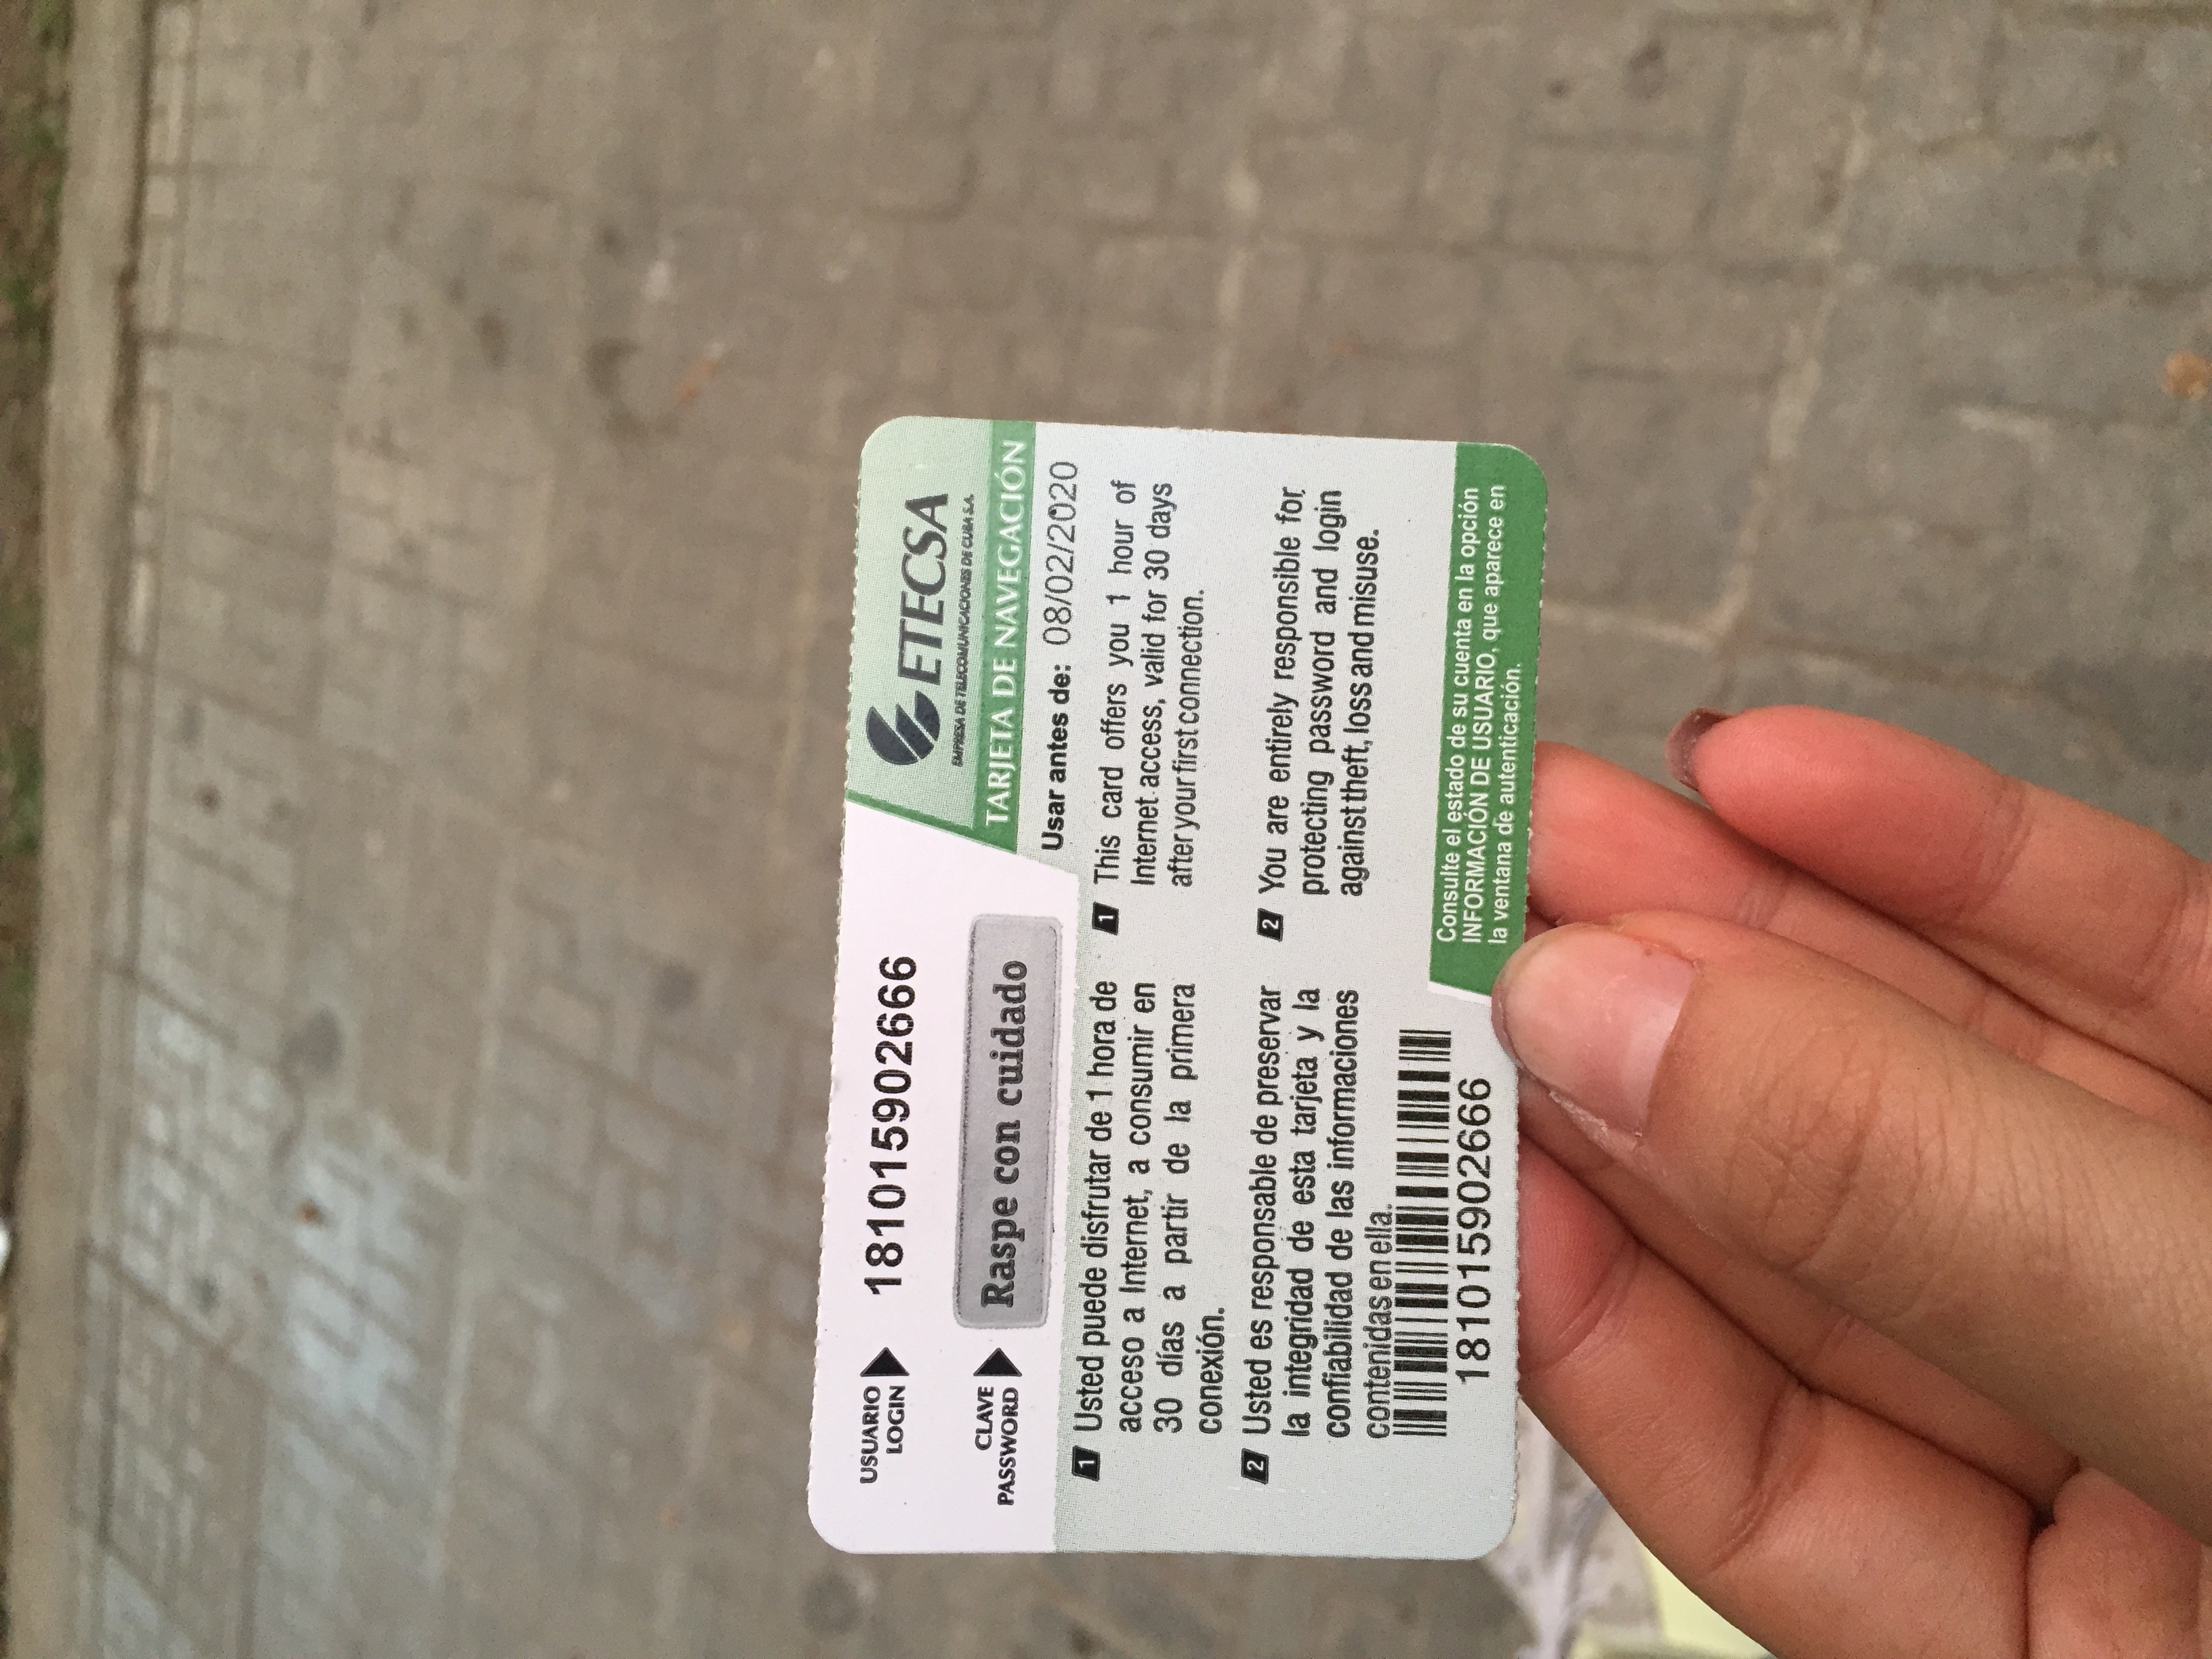 USUARIO
LOGIN
181015902666
CLAVE
PASSWORD
Raspe con cuidado
ETECSA
EMPRESA DE TELECOMUNICACIONES DE CUBA S.A.
TARJETA DE NAVEGACIÓN
Usar antes de: 08/02/2020
1 Usted puede disfrutar de 1 hora de
acceso a Internet, a consumir en
30 días a partir de la primera
conexión.
2 Usted es responsable de preservar
la integridad de esta tarjeta y la
confiabilidad de las informaciones
contenidas en ella.
181015902666
1 This card offers you 1 hour of
Internet access, valid for 30 days
after your first connection.
2 You are entirely responsible for
protecting password and login
against theft, loss and misuse.
Consulte el estado de su cuenta en la opción
INFORMACIÓN DE USUARIO, que aparece en
la ventana de autenticación.